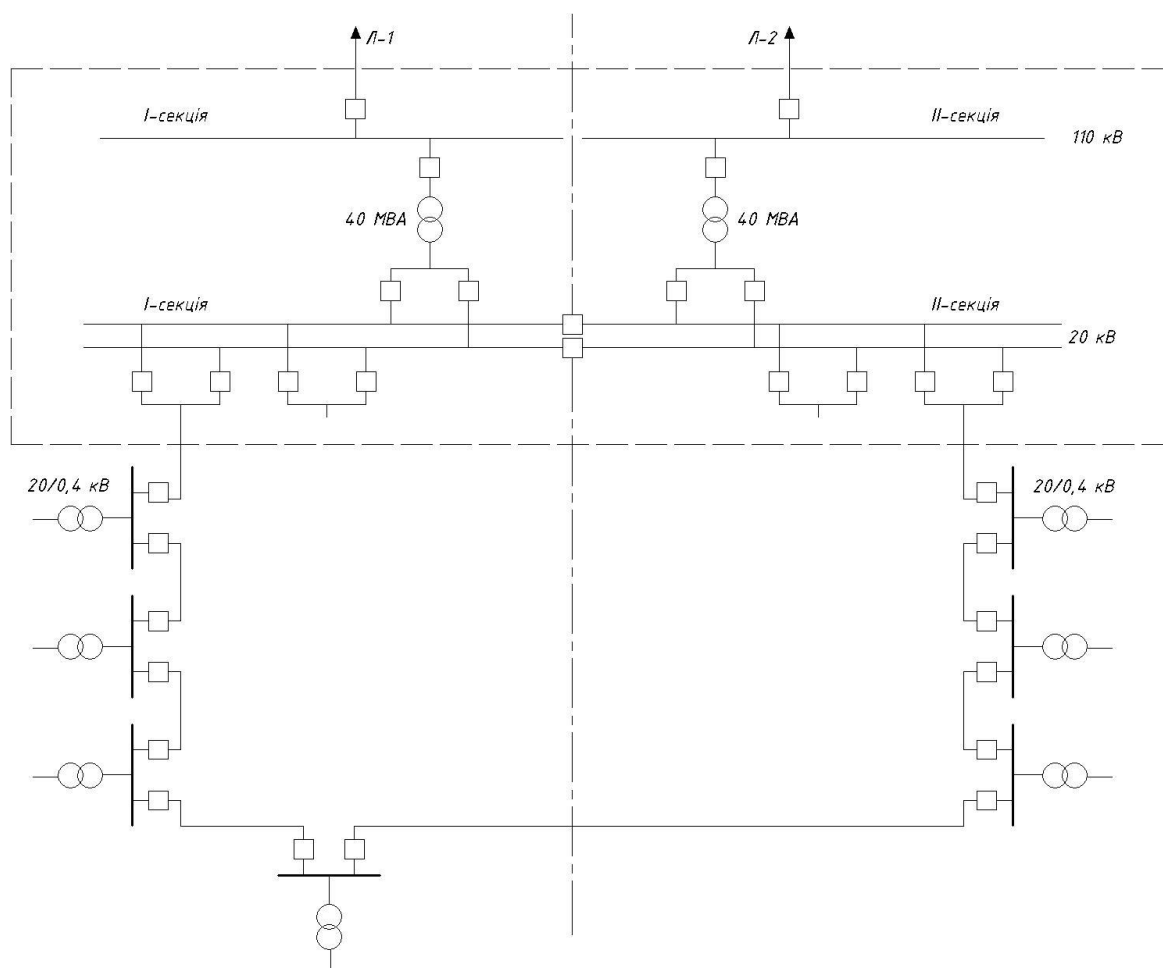 Л-1
Л-2
І-секція
ІІ-секція
110 кВ
40 МВА
40 МВА
І-секція
ІІ-секція
20 кВ
20/0,4 кВ
20/0,4 кВ